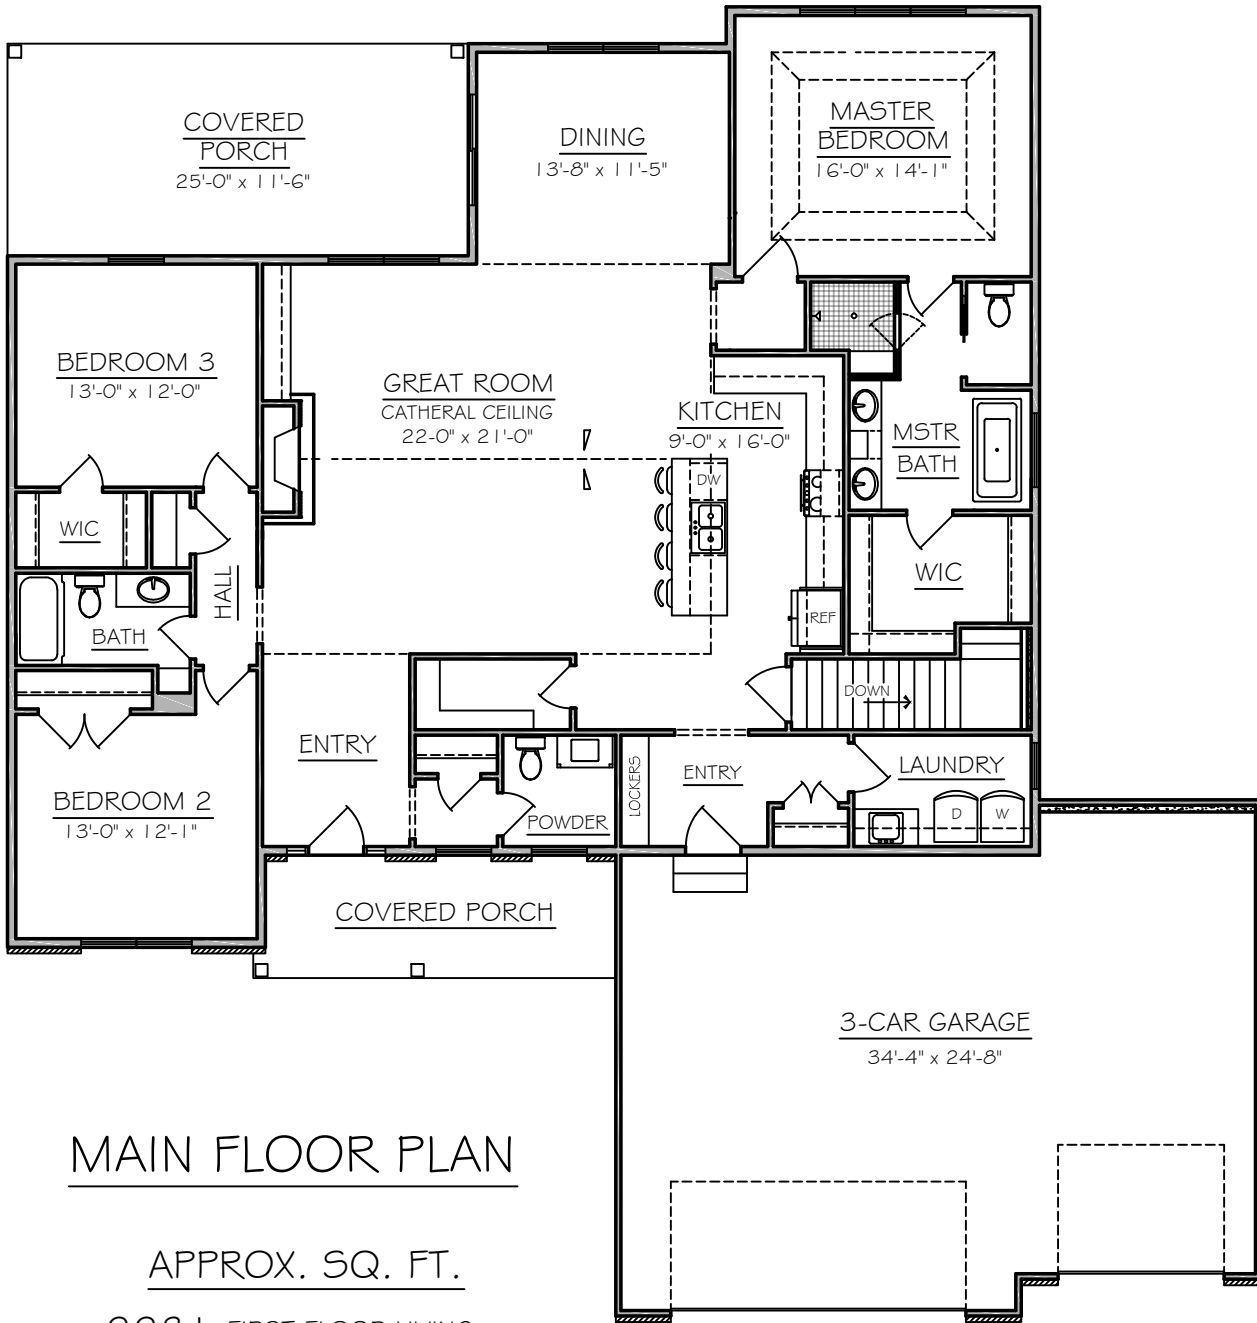 COVERED
PORCH
25'-0" x 11'-6"
DINING
13'-8" x 11'-5"
MASTER
BEDROOM
16'-0" x 14'-1"
BEDROOM 3
13'-0" x 12'-0"
GREAT ROOM
CATHERAL CEILING
22'-0" x 21'-0"
KITCHEN
9'-0" x 16'-0"
DW
MSTR
BATH
WIC
HALL
BATH
WIC
REF
DOWN
ENTRY
LOCKERS
ENTRY
LAUNDRY
D
W
POWDER
BEDROOM 2
13'-0" x 12'-1"
COVERED PORCH
3-CAR GARAGE
34'-4" x 24'-8"
MAIN FLOOR PLAN
APPROX. SQ. FT.